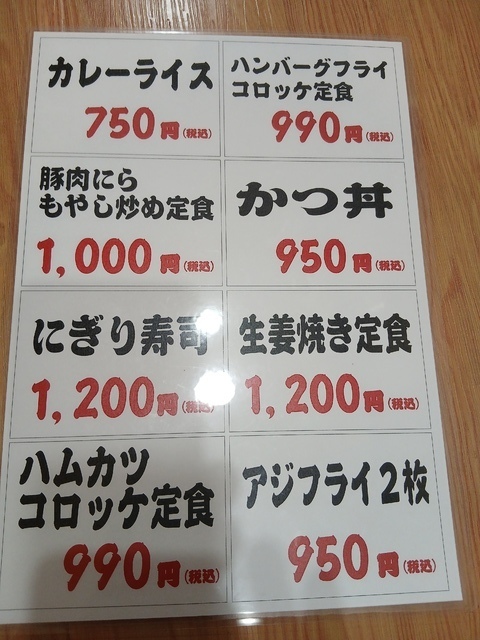 カレーライス
750円(税込)
ハンバーグフライ
コロッケ定食
990円(税込)
豚肉にら
もやし炒め定食
1,000円(税込)
かつ丼
950円(税込)
にぎり寿司
1,200円(税込)
生姜焼き定食
1,200円(税込)
ハムカツ
コロッケ定食
990円(税込)
アジフライ2枚
950円(税込)